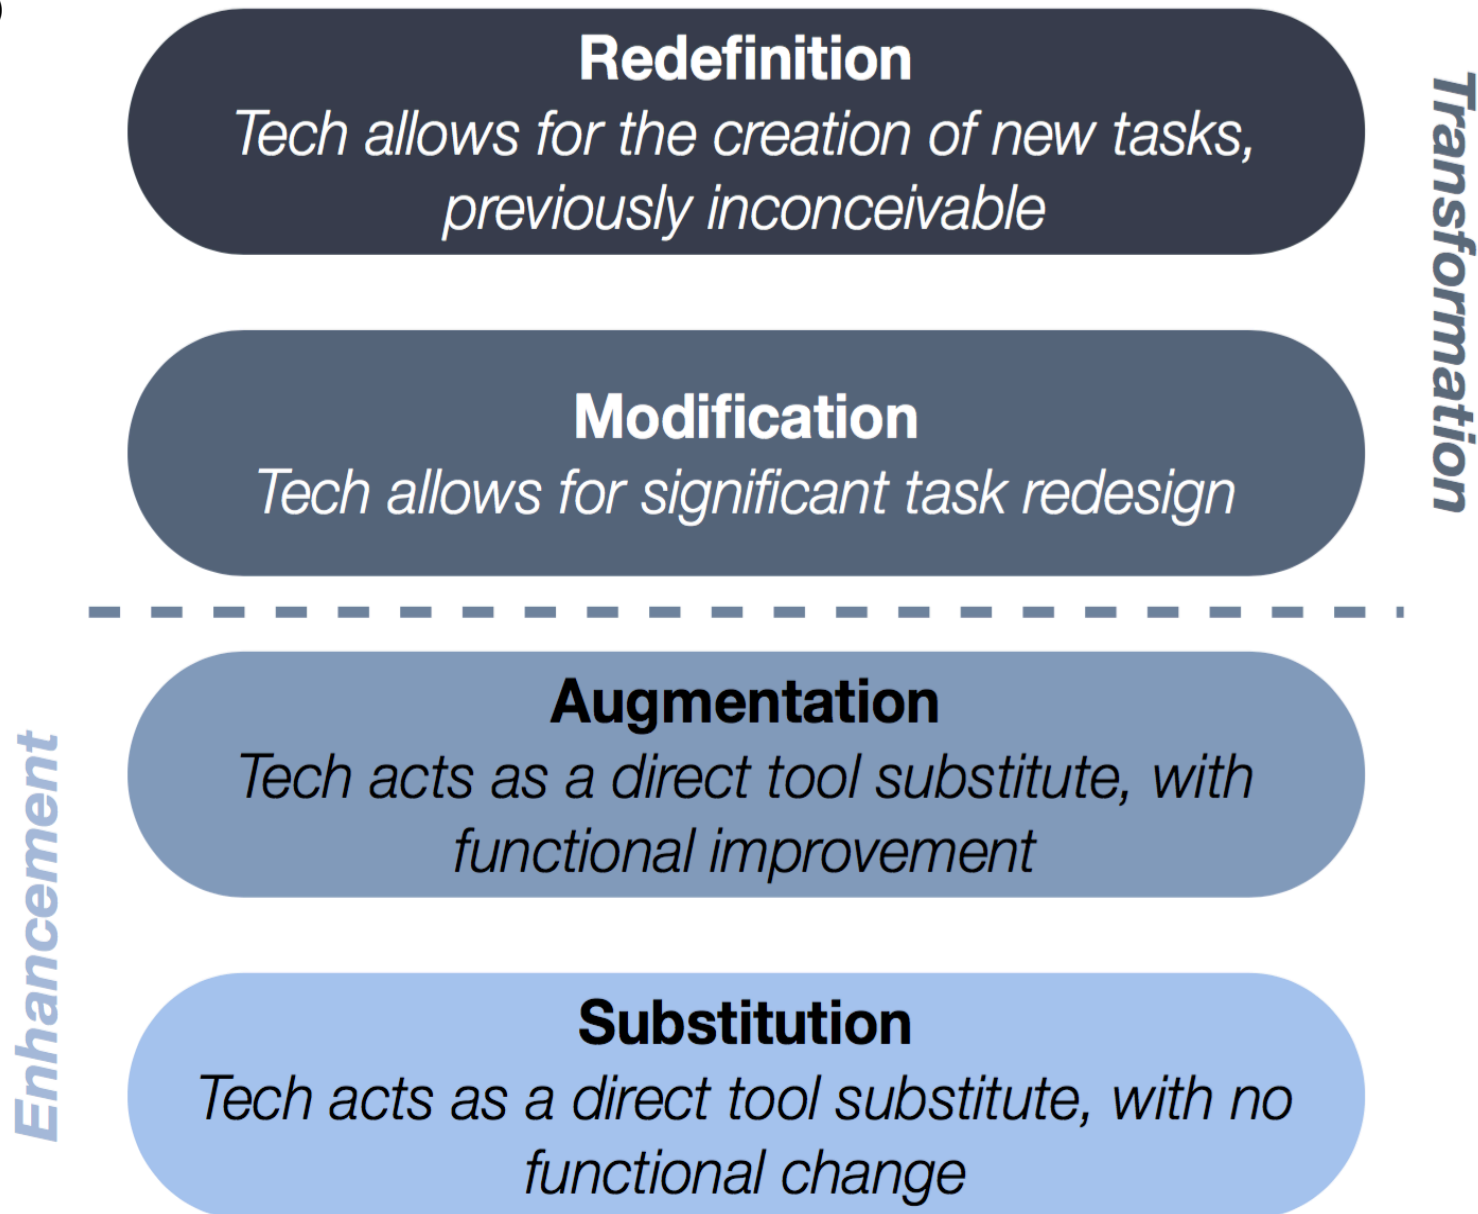 Redefinition
Tech allows for the creation of new tasks,
previously inconceivable
Transformation
Modification
Tech allows for significant task redesign
Augmentation
Tech acts as a direct tool substitute, with
functional improvement
Enhancement
Substitution
Tech acts as a direct tool substitute, with no
functional change